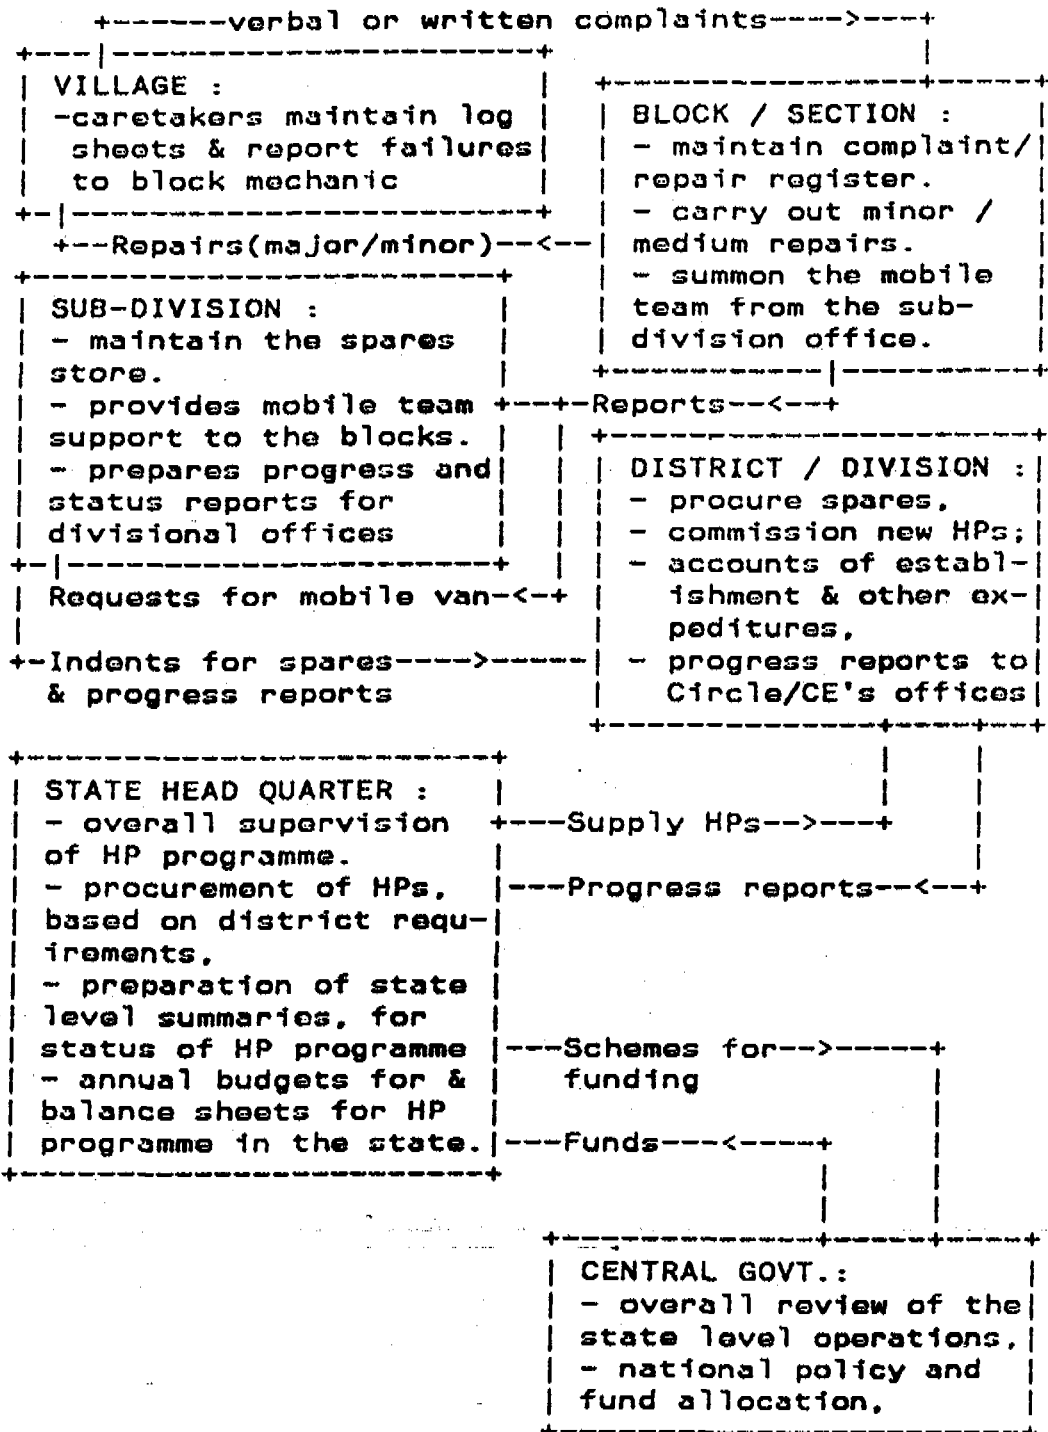 verbal or written complaints
VILLAGE :
-caretakers maintain log
sheets & report failures
to block mechanic
Repairs(major/minor)
BLOCK / SECTION :
- maintain complaint/
repair register.
- carry out minor /
medium repairs.
- summon the mobile
team from the sub-
division office.
SUB-DIVISION :
- maintain the spares
store.
- provides mobile team
support to the blocks.
- prepares progress and
status reports for
divisional offices
Reports
Requests for mobile van
Indents for spares
& progress reports
DISTRICT / DIVISION :
- procure spares,
- commission new HPs;
- accounts of establ-
ishment & other ex-
peditures,
- progress reports to
Circle/CE's offices
STATE HEAD QUARTER :
- overall supervision
of HP programme.
- procurement of HPs,
based on district requ-
irements,
- preparation of state
level summaries, for
status of HP programme
- annual budgets for &
balance sheets for HP
programme in the state.
Supply HPs
Progress reports
Schemes for
funding
Funds
CENTRAL GOVT.:
- overall review of the
state level operations,
- national policy and
fund allocation,